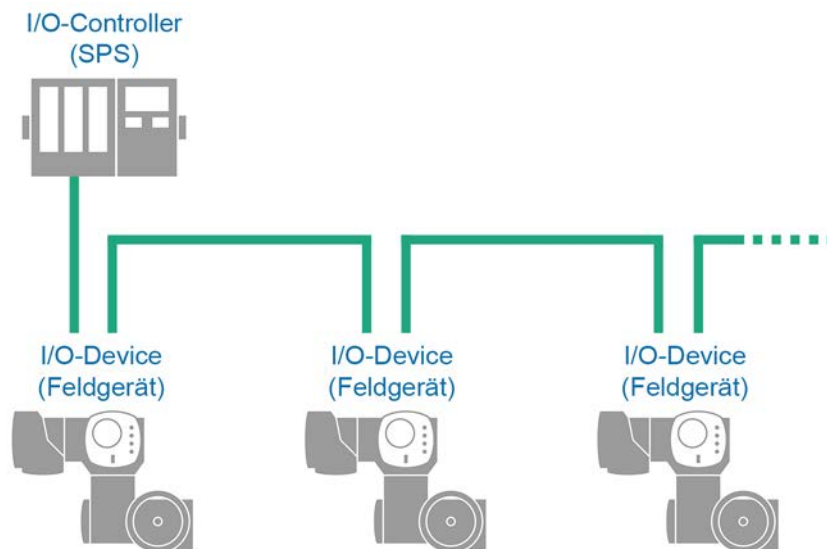 I/O-Controller
(SPS)
I/O-Device
(Feldgerät)
I/O-Device
(Feldgerät)
I/O-Device
(Feldgerät)